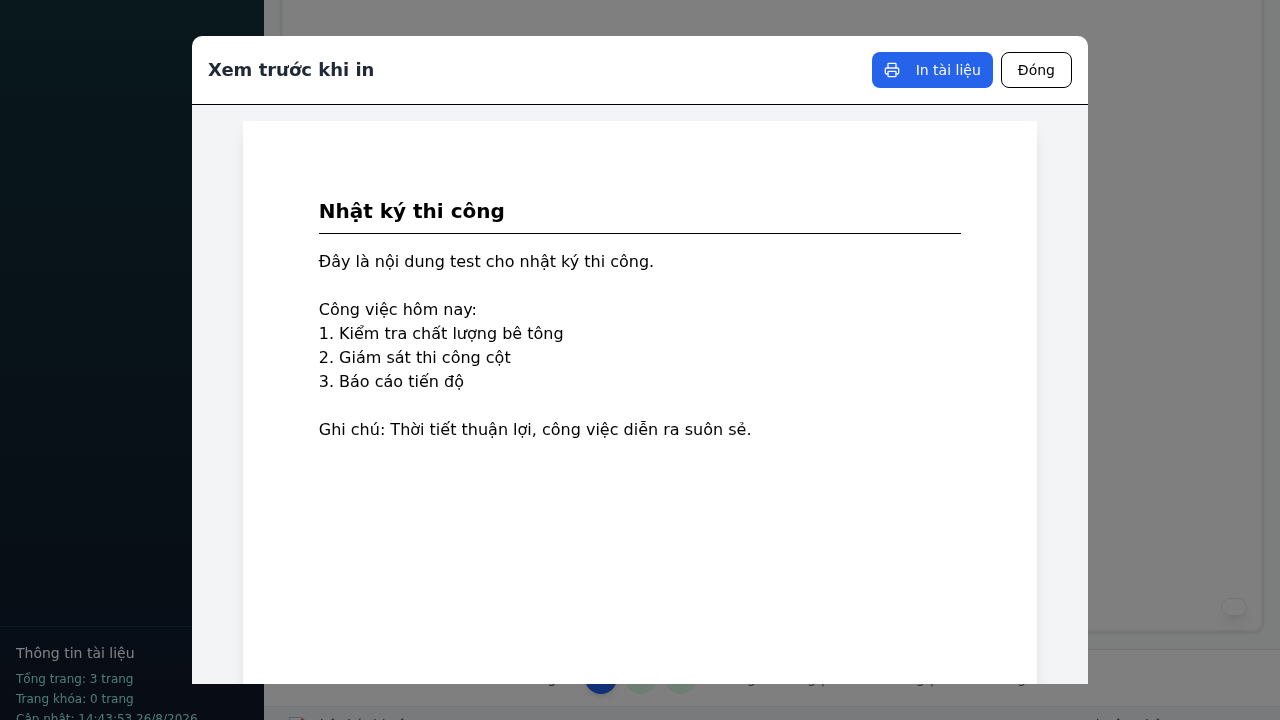 Xem trước khi in
In tài liệu
Đóng
Nhật ký thi công
Đây là nội dung test cho nhật ký thi công.
Công việc hôm nay:
1. Kiểm tra chất lượng bê tông
2. Giám sát thi công cột
3. Báo cáo tiến độ
Ghi chú: Thời tiết thuận lợi, công việc diễn ra suôn sẻ.
Thông tin tài liệu
Tổng trang: 3 trang
Trang khóa: 0 trang
Cập nhật: 14:43:53 26/8/2026